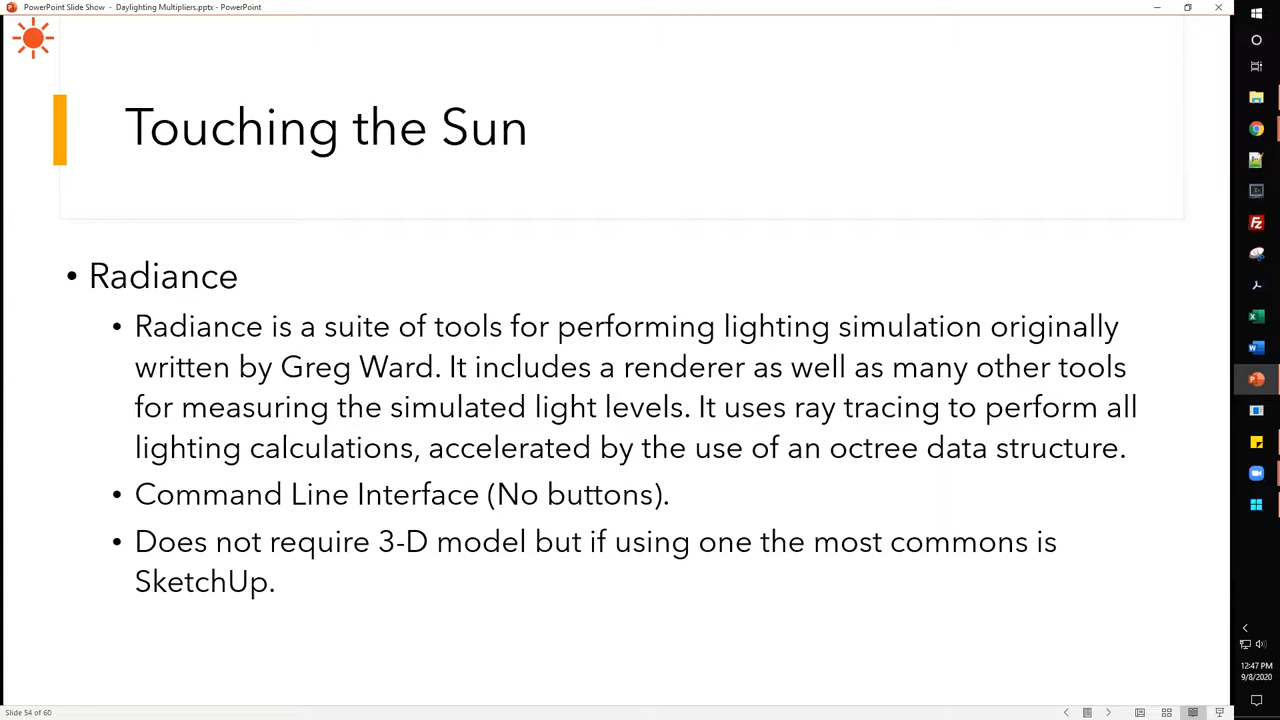 PowerPoint Slide Show - Daylighting Multipliers.pptx - PowerPoint
Touching the Sun
• Radiance
• Radiance is a suite of tools for performing lighting simulation originally
written by Greg Ward. It includes a renderer as well as many other tools
for measuring the simulated light levels. It uses ray tracing to perform all
lighting calculations, accelerated by the use of an octree data structure.
• Command Line Interface (No buttons).
• Does not require 3-D model but if using one the most commons is
SketchUp.
12:47 PM
9/8/2020
Slide 54 of 60